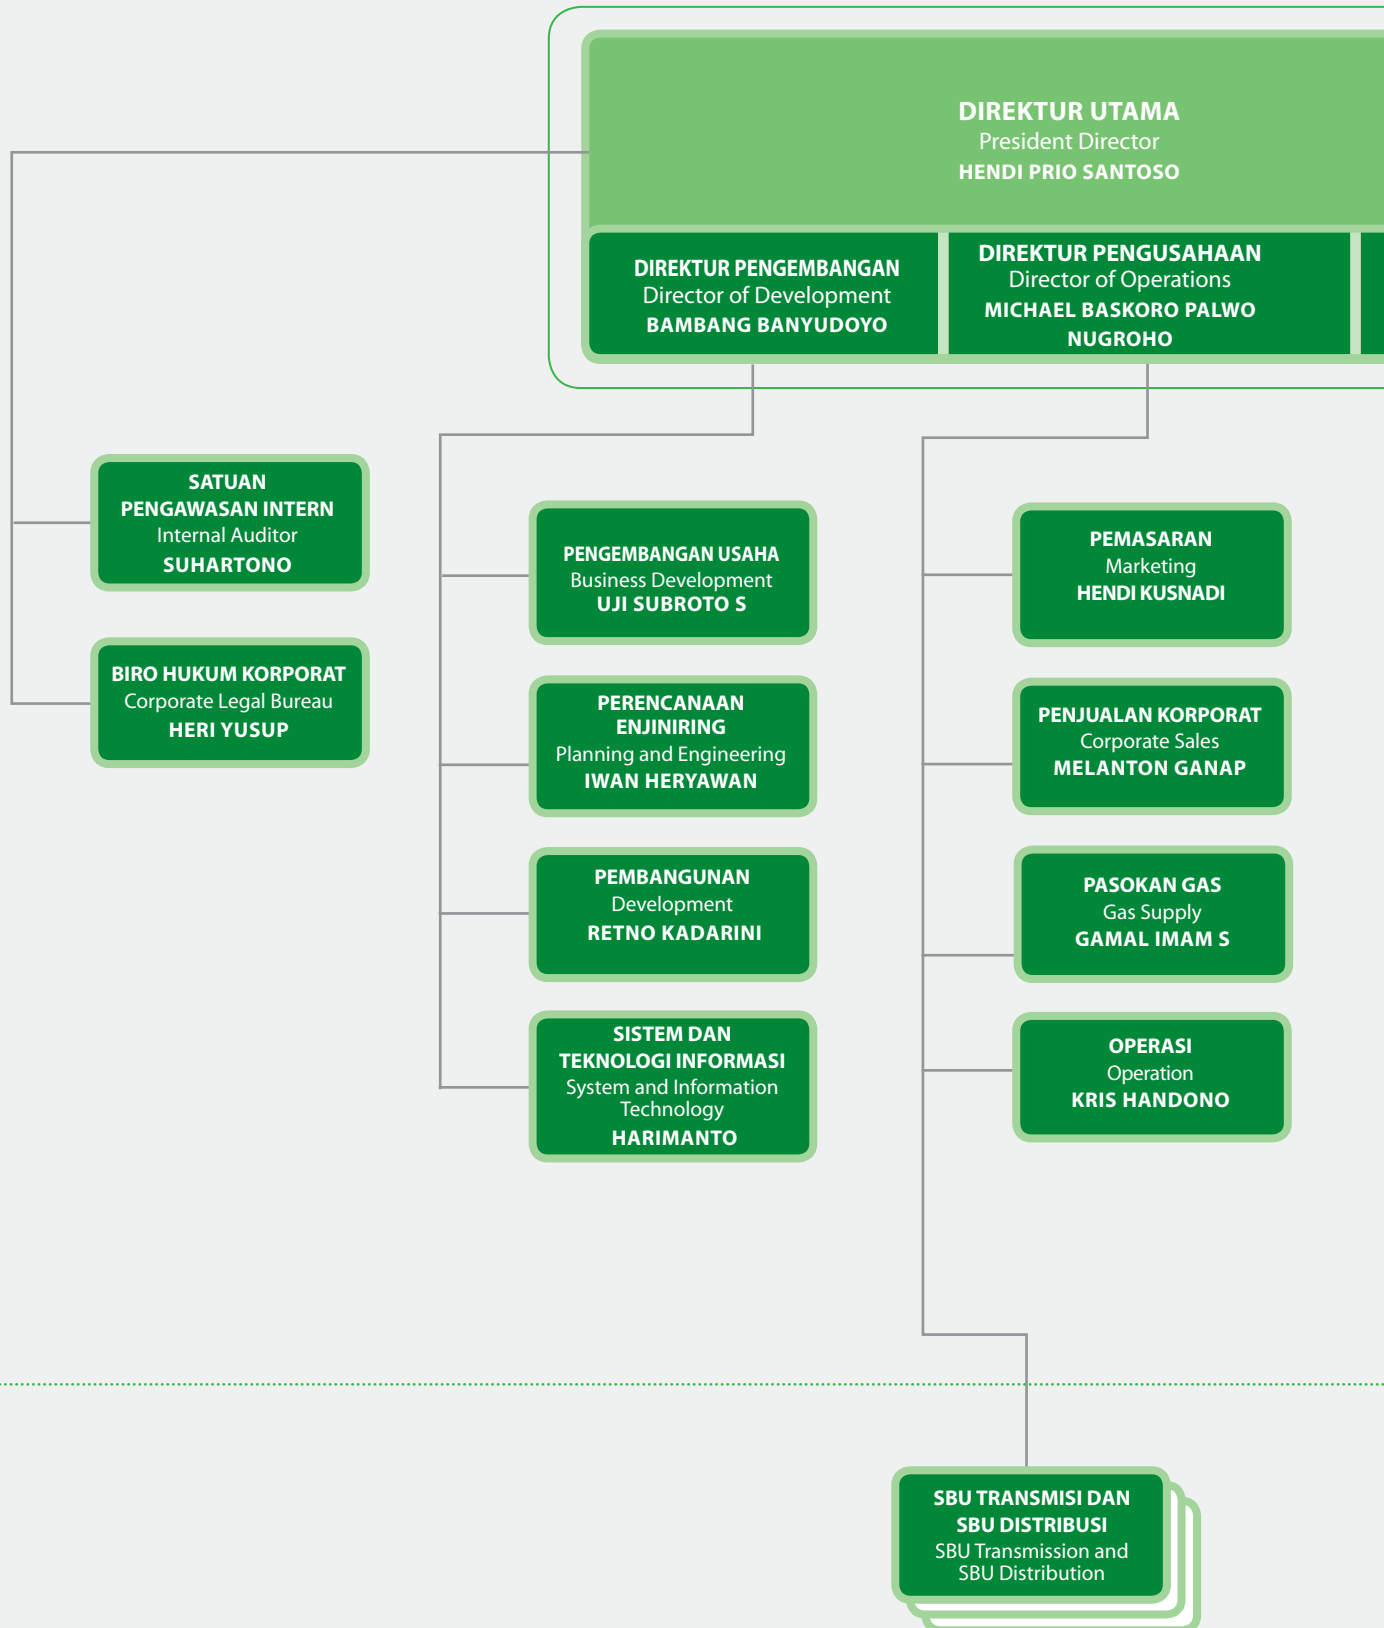 DIREKTUR UTAMA
President Director
HENDI PRIO SANTOSO
DIREKTUR PENGEMBANGAN
Director of Development
BAMBANG BANYUDOYO
DIREKTUR PENGUSAHAAN
Director of Operations
MICHAEL BASKORO PALWO
NUGROHO
SATUAN
PENGAWASAN INTERN
Internal Auditor
SUHARTONO
BIRO HUKUM KORPORAT
Corporate Legal Bureau
HERI YUSUP
PENGEMBANGAN USAHA
Business Development
UJI SUBROTO S
PERENCANAAN
ENJINIRING
Planning and Engineering
IWAN HERYAWAN
PEMBANGUNAN
Development
RETNO KADARINI
SISTEM DAN
TEKNOLOGI INFORMASI
System and Information
Technology
HARIMANTO
PEMASARAN
Marketing
HENDI KUSNADI
PENJUALAN KORPORAT
Corporate Sales
MELANTON GANAP
PASOKAN GAS
Gas Supply
GAMAL IMAM S
OPERASI
Operation
KRIS HANDONO
SBU TRANSMISI DAN
SBU DISTRIBUSI
SBU Transmission and
SBU Distribution